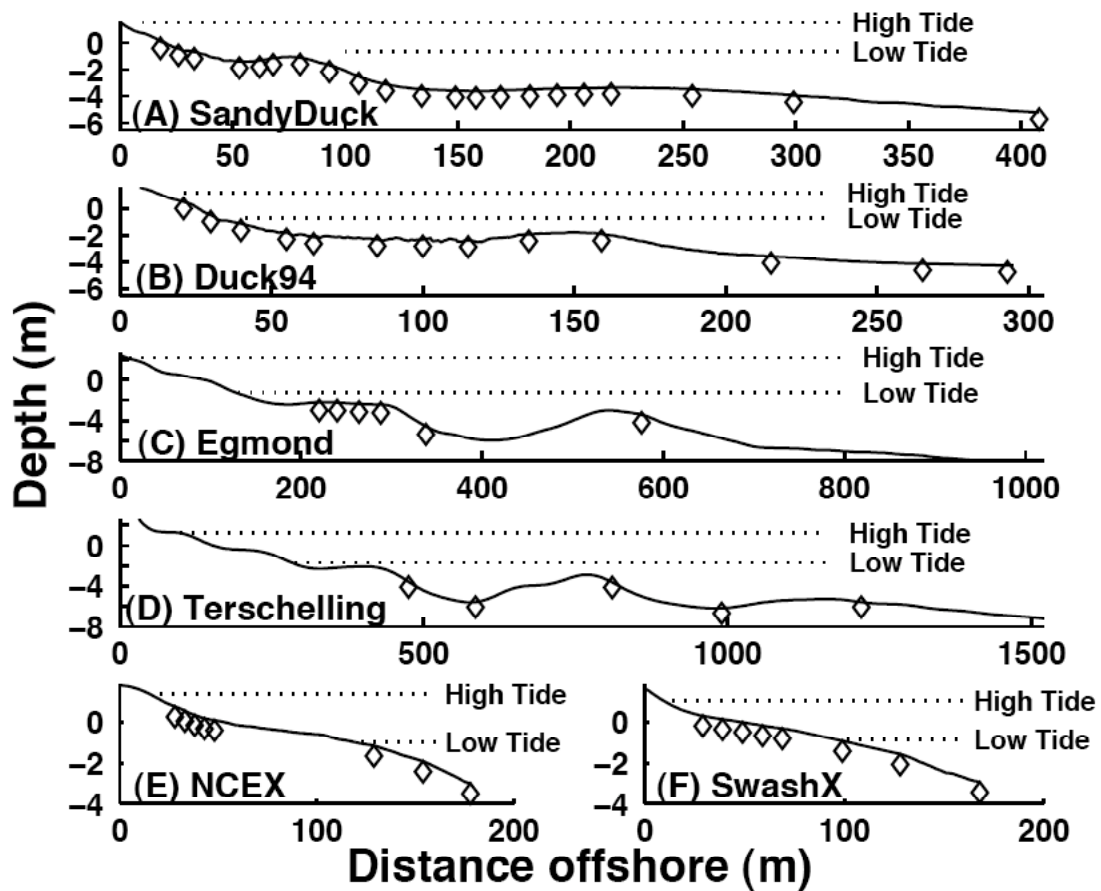 High Tide
0
Low Tide
−2
−4
−6
(A) SandyDuck
0 50 100 150 200 250 300 350 400
High Tide
0
Low Tide
−2
−4
−6
(B) Duck94
0 50 100 150 200 250 300
High Tide
0
Low Tide
−4
−8
(C) Egmond
0 200 400 600 800 1000
High Tide
0
Low Tide
−4
−8
(D) Terschelling
0 500 1000 1500
High Tide
0
Low Tide
−2
−4
(E) NCEX
0 100 200
High Tide
0
Low Tide
−2
−4
(F) SwashX
0 100 200
Depth (m)
Distance offshore (m)